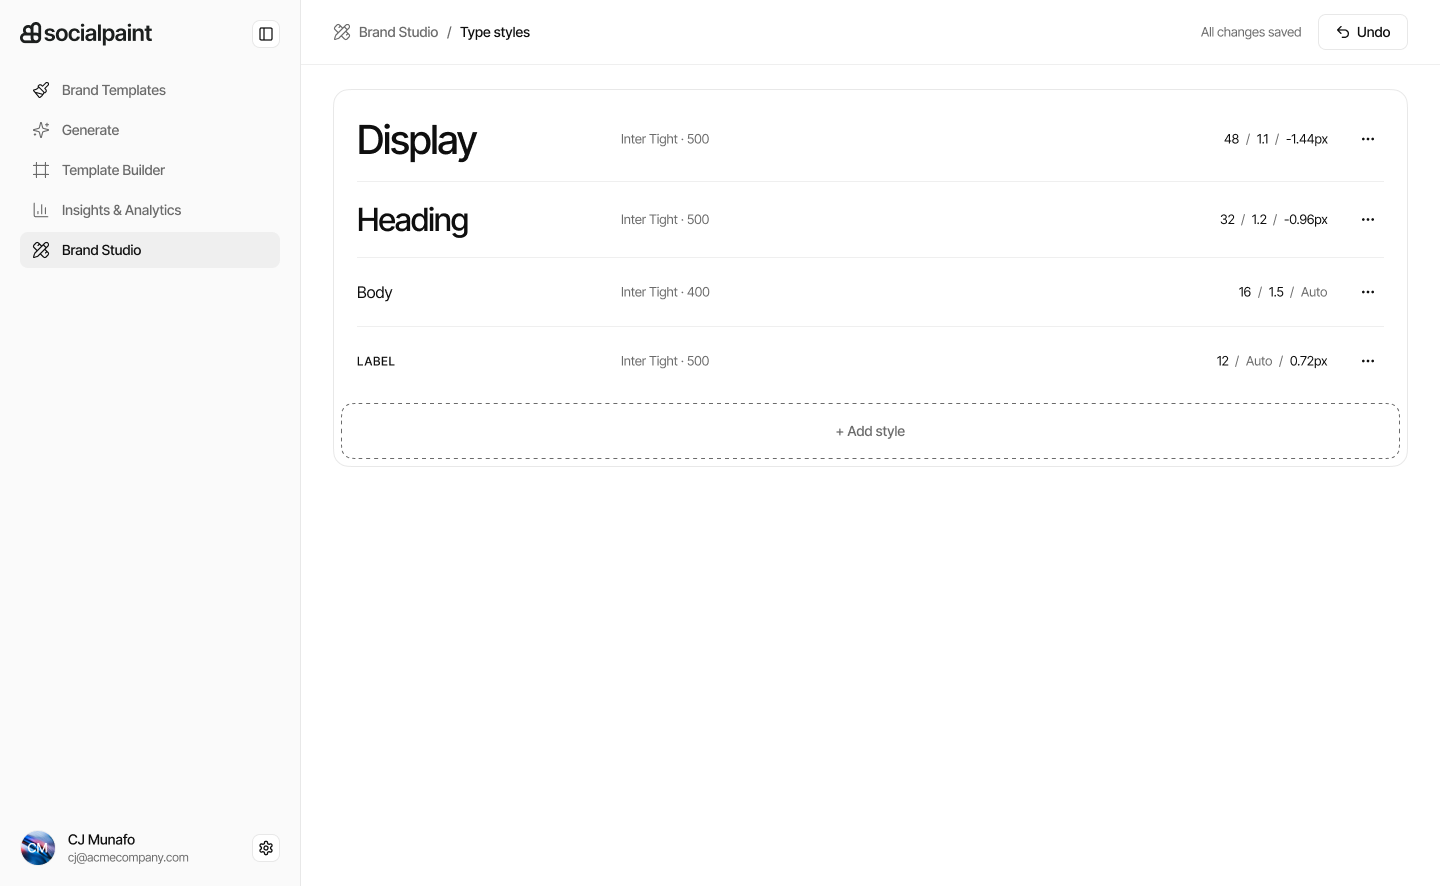 socialpaint
Brand Templates
Generate
Template Builder
Insights & Analytics
Brand Studio
CJ Munafo
cj@acmecompany.com
CM
Brand Studio / Type styles
All changes saved
Undo
Display Inter Tight · 500 48 / 1.1 / -1.44px
Heading Inter Tight · 500 32 / 1.2 / -0.96px
Body Inter Tight · 400 16 / 1.5 / Auto
LABEL Inter Tight · 500 12 / Auto / 0.72px
+ Add style